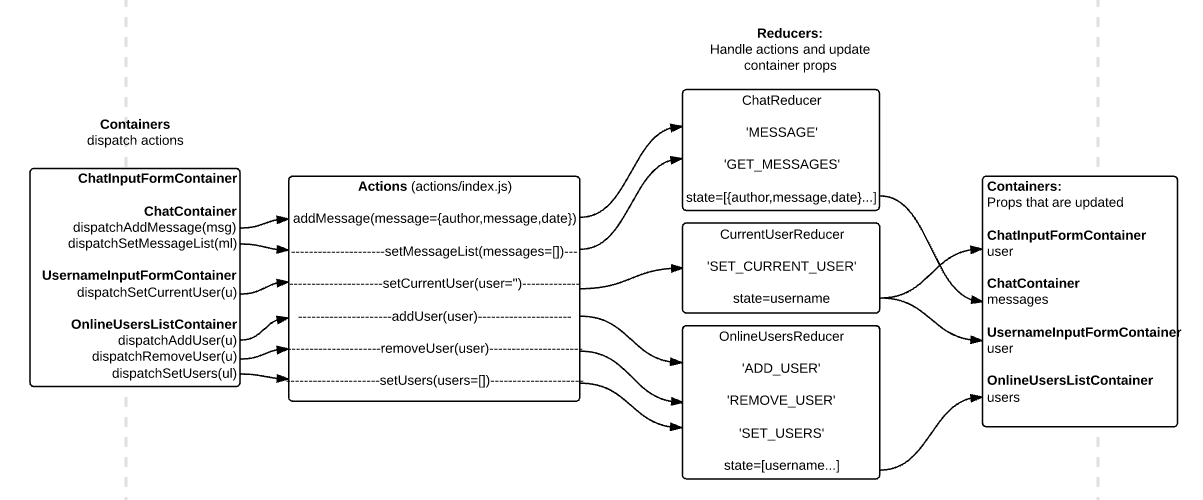 Containers
dispatch actions
ChatInputFormContainer
ChatContainer
dispatchAddMessage(msg)
dispatchSetMessageList(ml)
UsernameInputFormContainer
dispatchSetCurrentUser(u)
OnlineUsersListContainer
dispatchAddUser(u)
dispatchRemoveUser(u)
dispatchSetUsers(ul)
Actions (actions/index.js)
addMessage(message={author,message,date})
setMessageList(messages=[])
setCurrentUser(user='')
addUser(user)
removeUser(user)
setUsers(users=[])
Reducers:
Handle actions and update
container props
ChatReducer
'MESSAGE'
'GET_MESSAGES'
state=[{author,message,date}...]
CurrentUserReducer
'SET_CURRENT_USER'
state=username
OnlineUsersReducer
'ADD_USER'
'REMOVE_USER'
'SET_USERS'
state=[username...]
Containers:
Props that are updated
ChatInputFormContainer
user
ChatContainer
messages
UsernameInputFormContainer
user
OnlineUsersListContainer
users